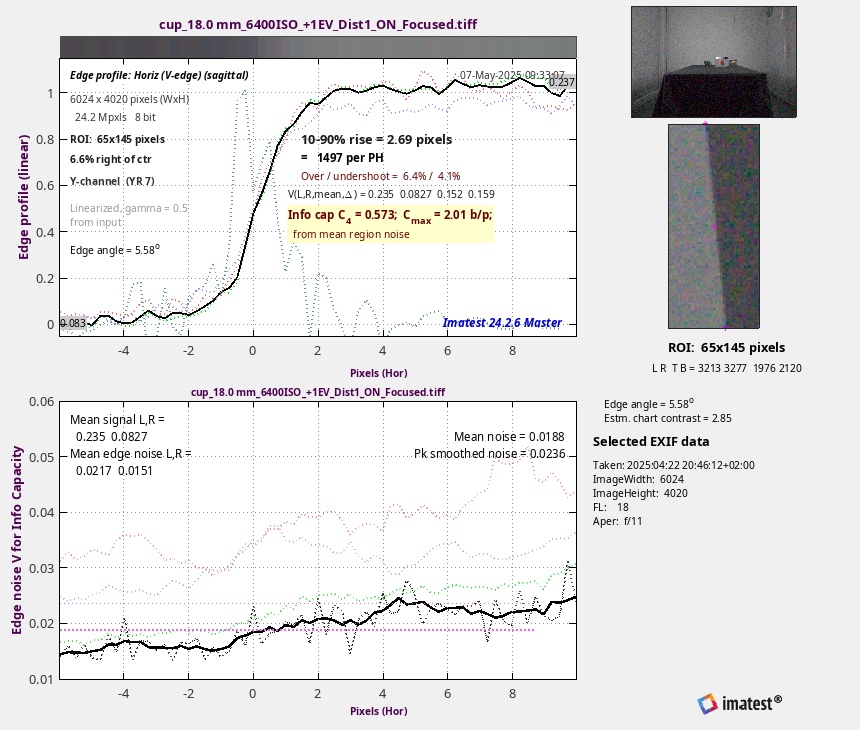 cup_18.0 mm_6400ISO_+1EV_Dist1_ON_Focused.tiff
Edge profile: Horiz (V-edge) (sagittal)
07-May-2025 09:33:07
0.237
6024 x 4020 pixels (WxH)
24.2 Mpxls 8 bit
ROI: 65x145 pixels
6.6% right of ctr
Y-channel (YR 7)
Linearized, gamma = 0.5
from input
Edge angle = 5.58°
10-90% rise = 2.69 pixels
= 1497 per PH
Over / undershoot = 6.4% / 4.1%
V(L,R,mean,Δ) = 0.235 0.0827 0.152 0.159
Info cap C4 = 0.573; Cmax = 2.01 b/p;
from mean region noise
0.083
Imatest 24.2.6 Master
Edge profile (linear)
1
0.8
0.6
0.4
0.2
0
-4 -2 0 2 4 6 8
Pixels (Hor)
cup_18.0 mm_6400ISO_+1EV_Dist1_ON_Focused.tiff
Mean signal L,R =
0.235 0.0827
Mean edge noise L,R =
0.0217 0.0151
Mean noise = 0.0188
Pk smoothed noise = 0.0236
Edge noise V for Info Capacity
0.06
0.05
0.04
0.03
0.02
0.01
-4 -2 0 2 4 6 8
Pixels (Hor)
ROI: 65x145 pixels
L R T B = 3213 3277 1976 2120
Edge angle = 5.58°
Estm. chart contrast = 2.85
Selected EXIF data
Taken: 2025:04:22 20:46:12+02:00
ImageWidth: 6024
ImageHeight: 4020
FL: 18
Aper: f/11
imatest®